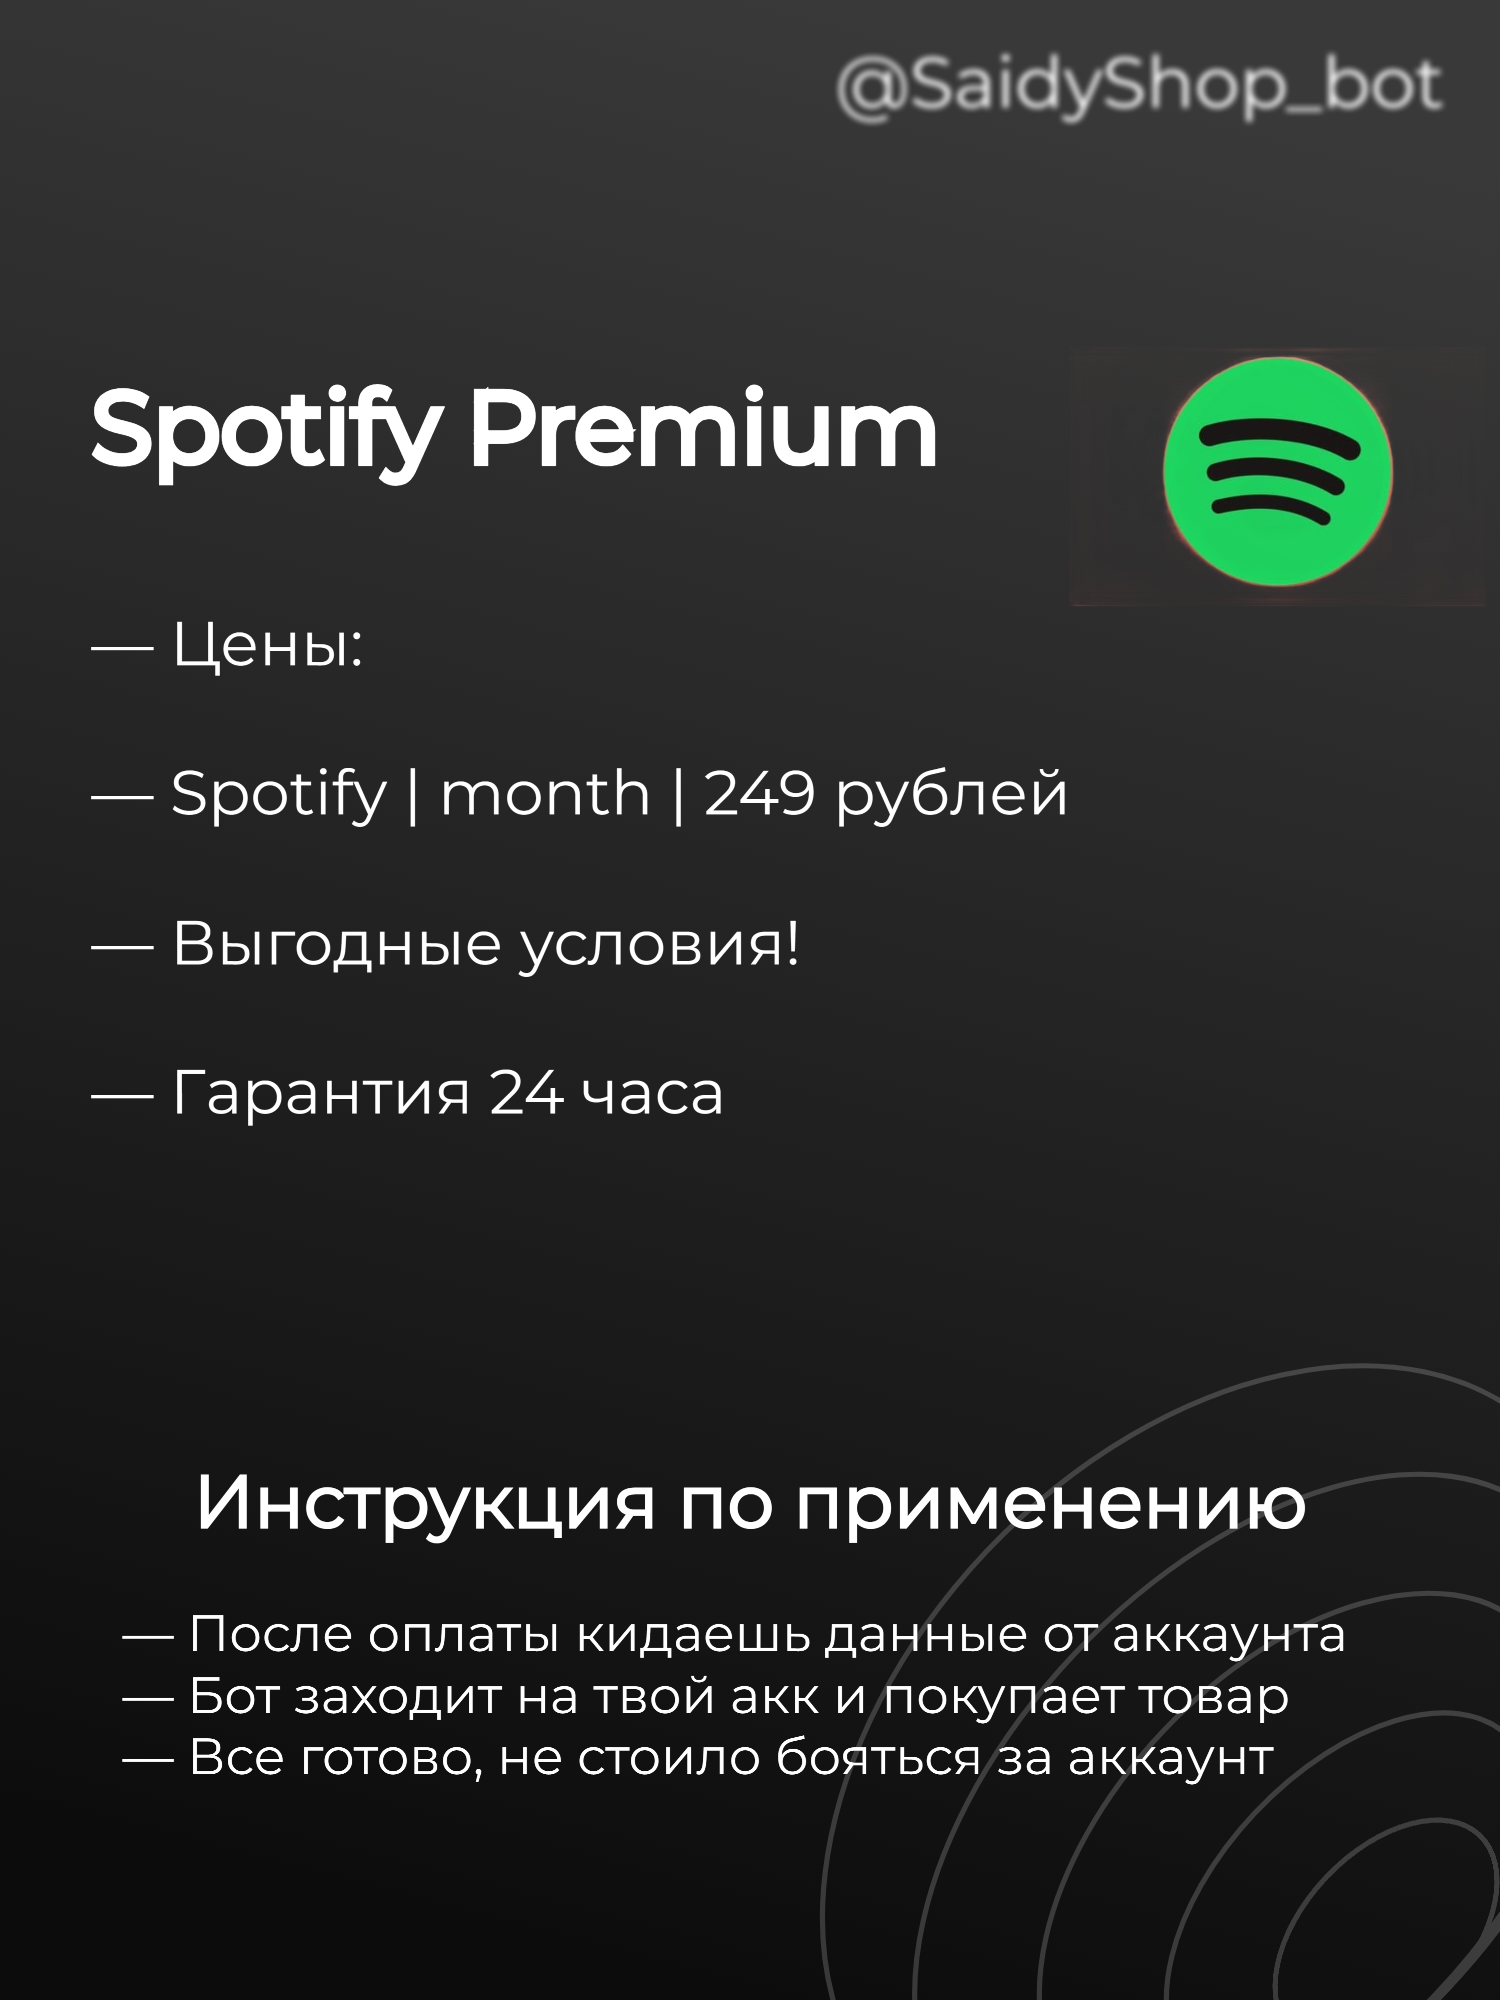 @SaidyShop_bot
Spotify Premium
— Цены:
— Spotify | month | 249 рублей
— Выгодные условия!
— Гарантия 24 часа
Инструкция по применению
— После оплаты кидаешь данные от аккаунта
— Бот заходит на твой акк и покупает товар
— Все готово, не стоило бояться за аккаунт